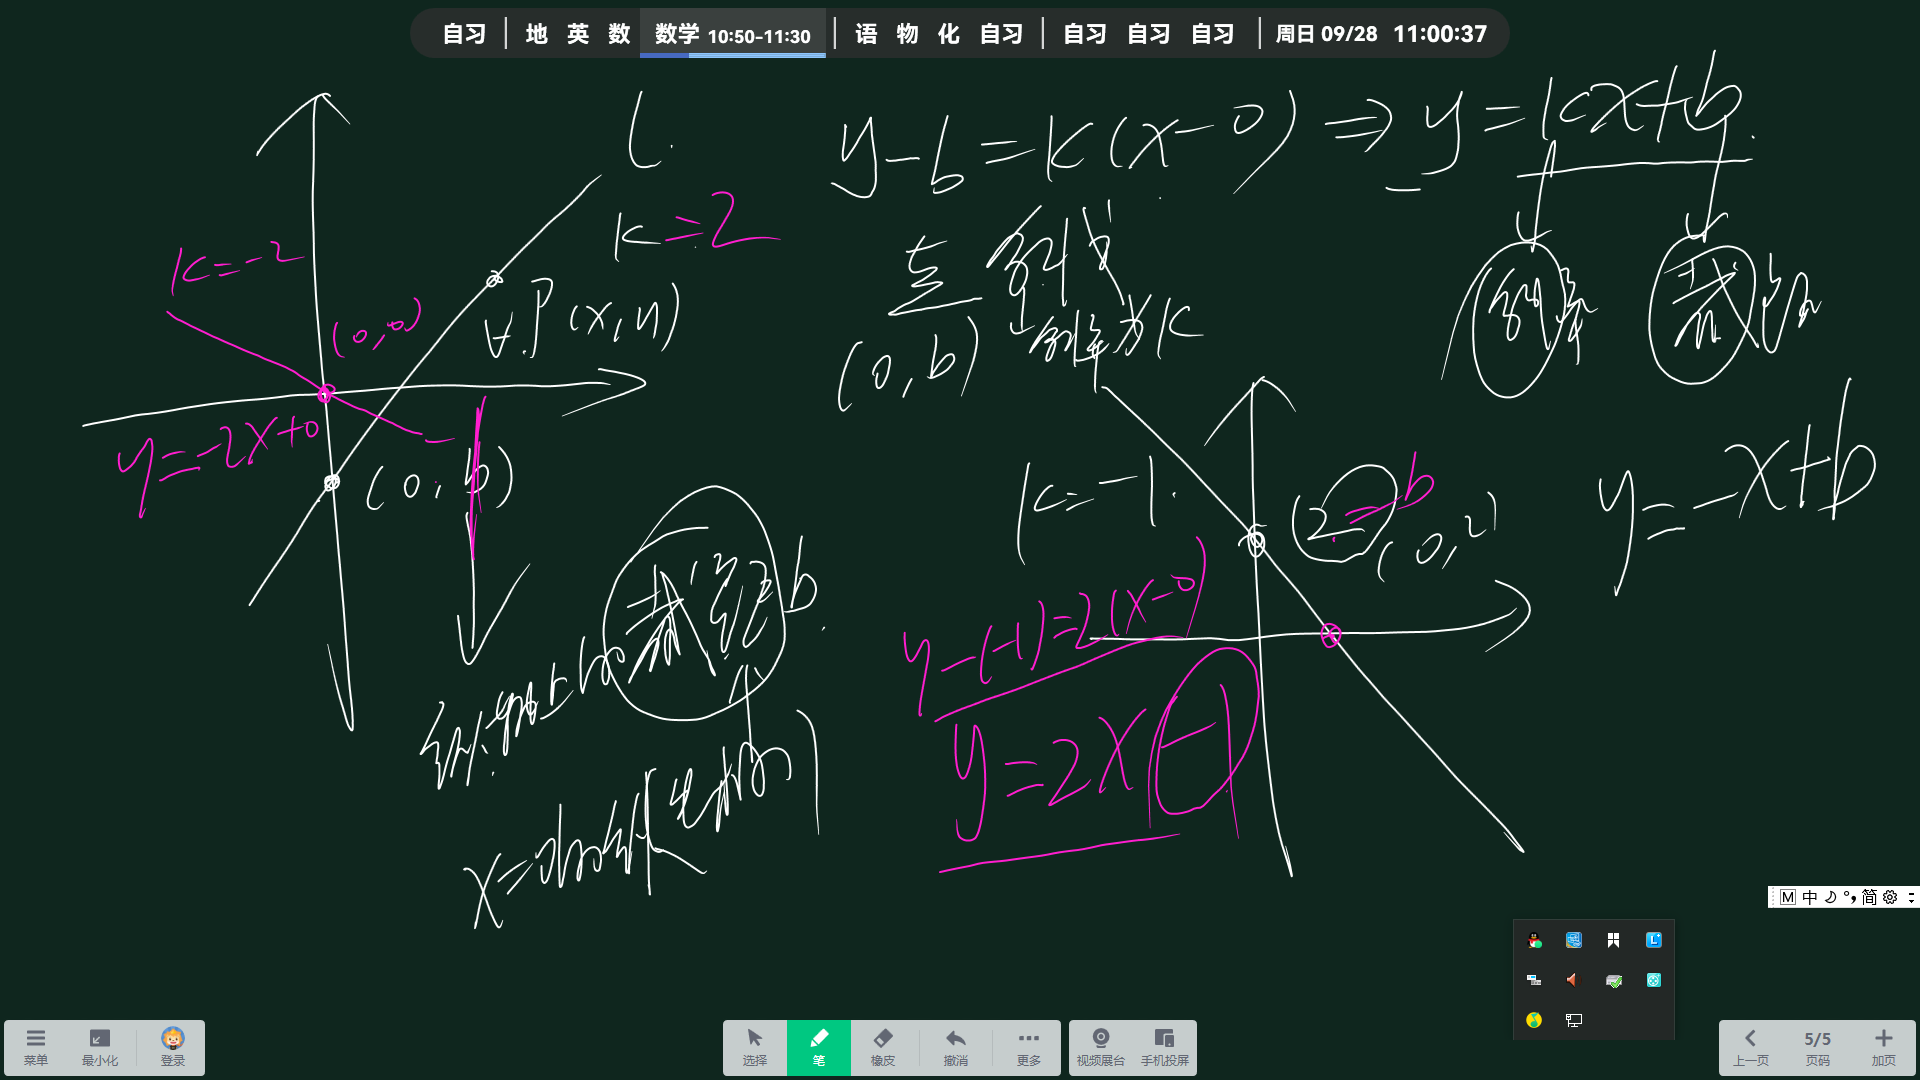 自习 | 地 英 数 数学 10:50-11:30 | 语 物 化 自习 | 自习 自习 自习 | 周日 09/28 11:00:37
l.
y-b=k(x-0) ⇒ y=kx+b.
k=2
k=-2
点 斜
(0,b) 斜率为k
斜率 截距
(0,0)
∀.P(x,y)
y=-2x+0
(0,b)
k=-1.
2=b
(0,2)
y=-x+b
截距b.
y-(-1)=2(x-0)
纵轴上的
y=2x-1
x=0时的纵坐标
M 中 简
菜单 最小化 登录 选择 笔 橡皮 撤消 更多 视频展台 手机投屏 上一页 5/5 页码 加页